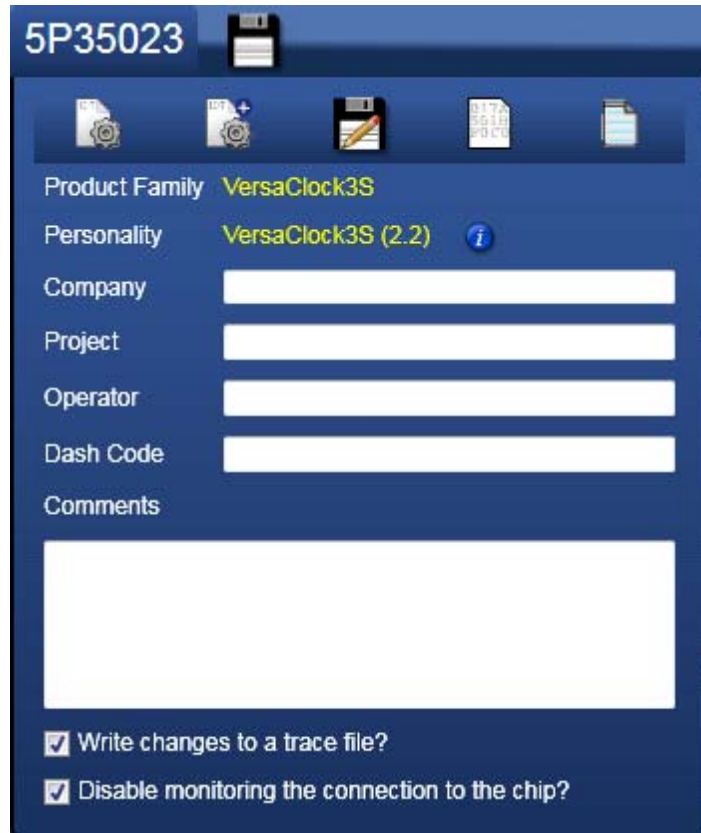 5P35023
Product Family VersaClock3S
Personality VersaClock3S (2.2)
Company
Project
Operator
Dash Code
Comments
Write changes to a trace file?
Disable monitoring the connection to the chip?